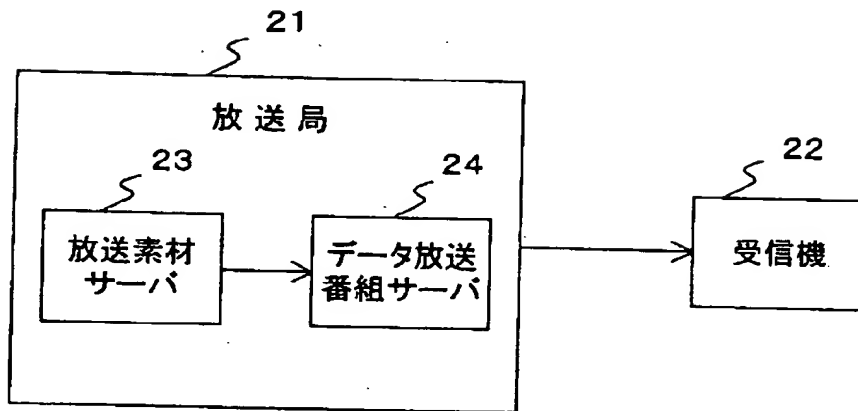 21
放送局
23
24
22
放送素材
サーバ
データ放送
番組サーバ
受信機